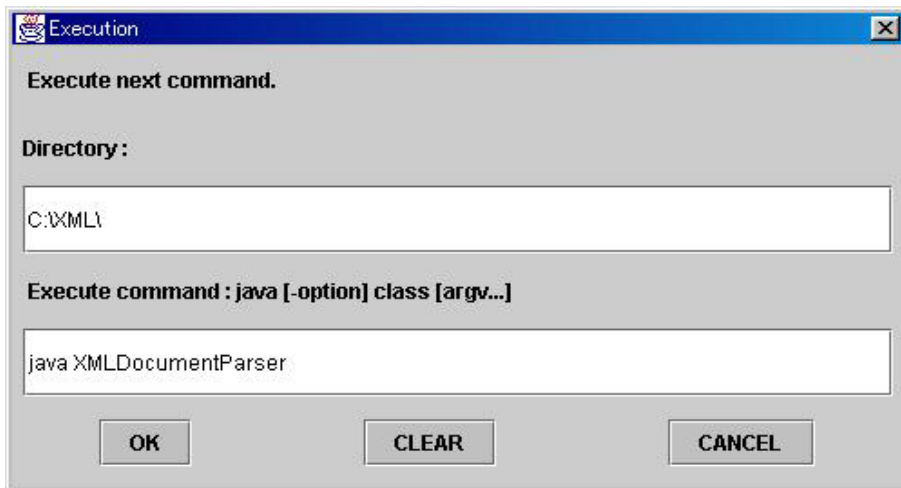 Execution
Execute next command.
Directory :
C:\XML\
Execute command : java [-option] class [argv...]
java XMLDocumentParser
OK CLEAR CANCEL